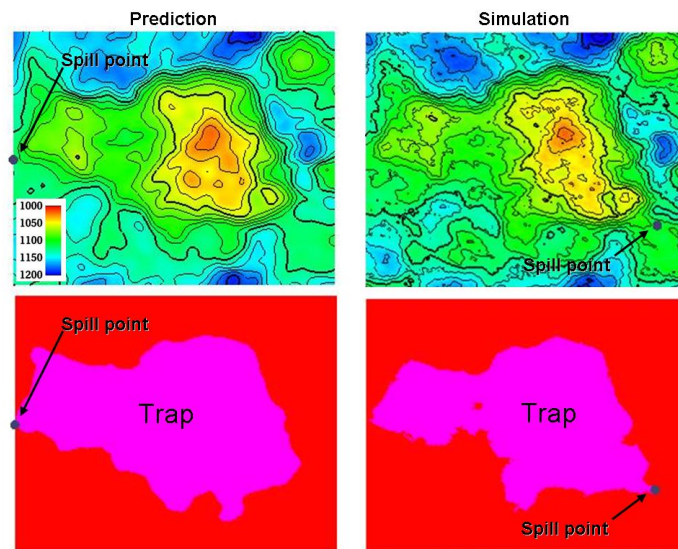 Prediction
Simulation
Spill point
1000
1050
1100
1150
1200
Spill point
Spill point
Trap
Trap
Spill point